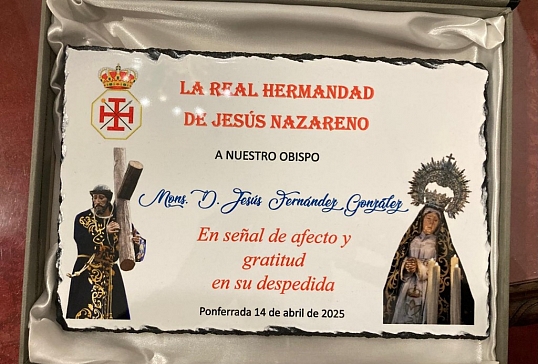 LA REAL HERMANDAD
DE JESÚS NAZARENO
A NUESTRO OBISPO
Mons. D. Jesús Fernández González
En señal de afecto y
gratitud
en su despedida
Ponferrada 14 de abril de 2025